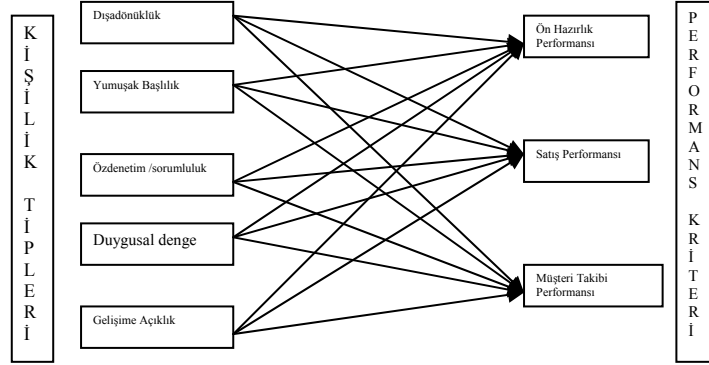 KİŞİLİK TİPLERİ
Dışadönüklük
Yumuşak Başlılık
Özdenetim /sorumluluk
Duygusal denge
Gelişime Açıklık
Ön Hazırlık
Performansı
Satış Performansı
Müşteri Takibi
Performansı
PERFORMANS KRİTERİ